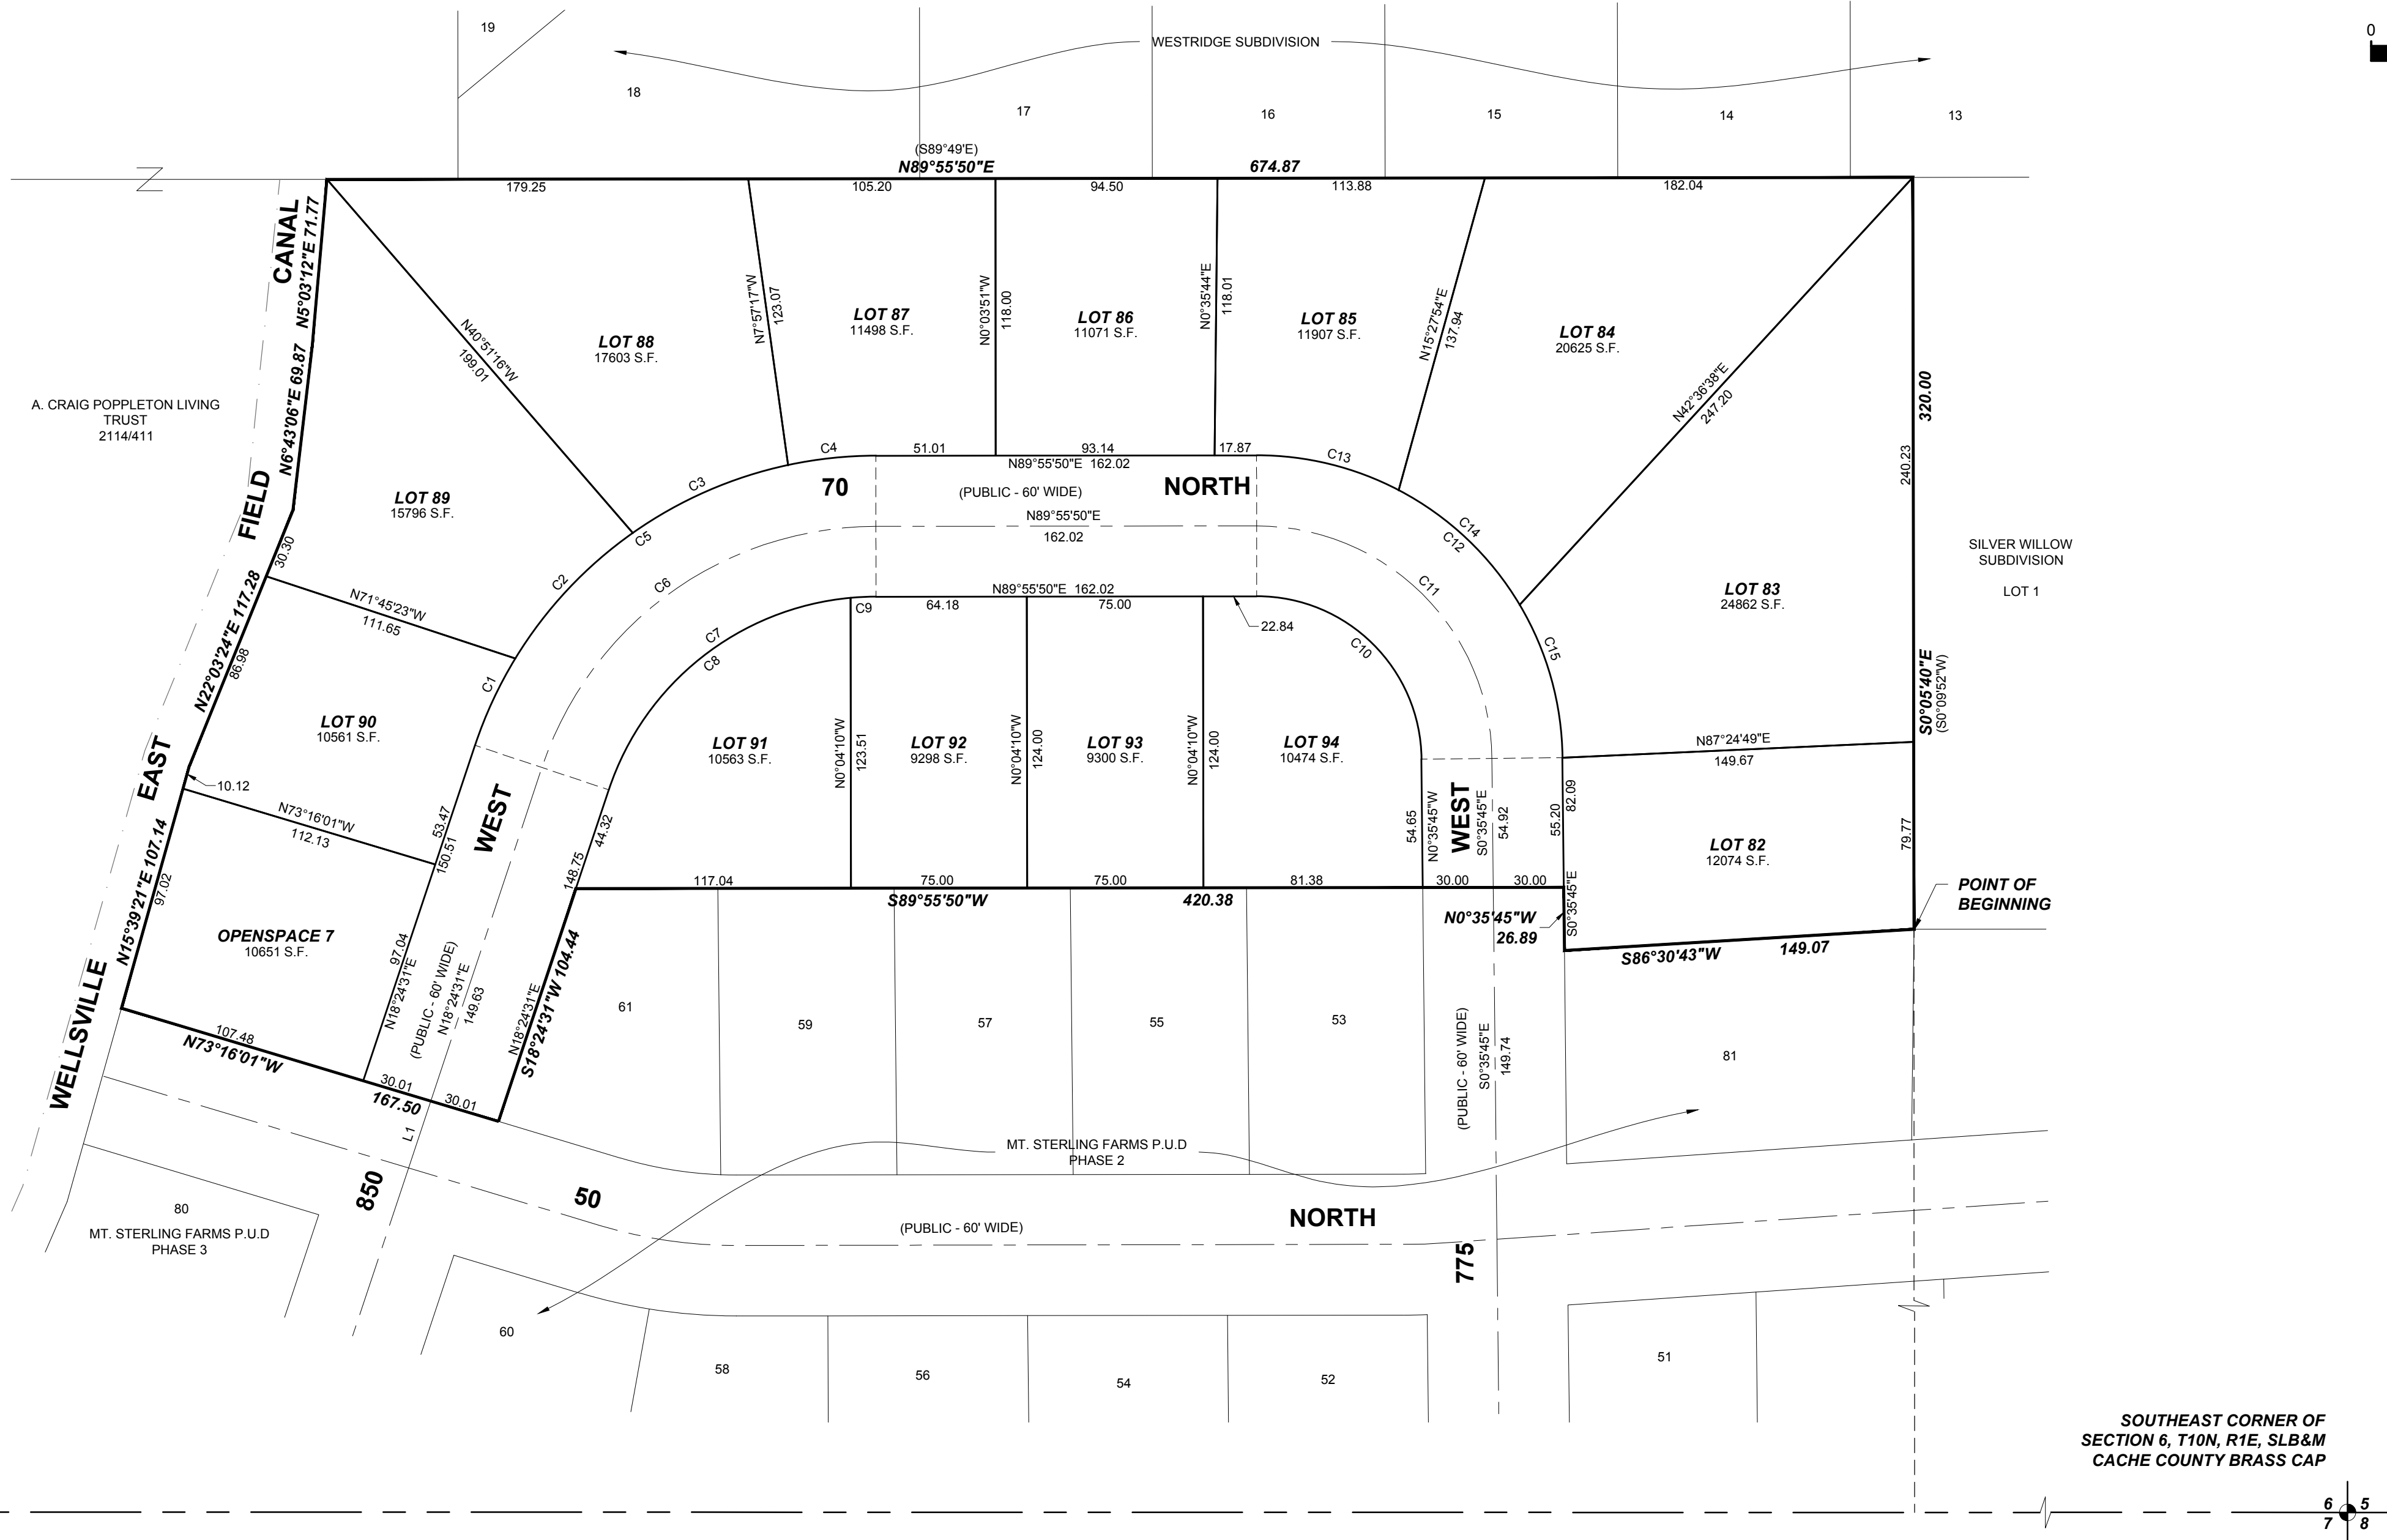 0
19
WESTRIDGE SUBDIVISION
18
17
16
15
14
13
(S89°49'E)
N89°55'50"E
674.87
179.25
105.20
94.50
113.88
182.04
CANAL
N5°03'12"E 71.77
N6°43'06"E 69.87
A. CRAIG POPPLETON LIVING
TRUST
2114/411
N40°51'16"W
199.01
LOT 88
17603 S.F.
N7°57'17"W
123.07
LOT 87
11498 S.F.
N0°03'51"W
118.00
LOT 86
11071 S.F.
N0°35'44"E
118.01
LOT 85
11907 S.F.
N15°27'54"E
137.94
LOT 84
20625 S.F.
N42°36'38"E
247.20
320.00
240.23
FIELD
LOT 89
15796 S.F.
C3
C4
51.01
93.14
17.87
C13
N89°55'50"E 162.02
70
(PUBLIC - 60' WIDE)
NORTH
N89°55'50"E
162.02
C5
C14
C12
30.30
N22°03'24"E 117.28
86.98
N71°45'23"W
111.65
C2
C6
C11
N89°55'50"E 162.02
C9
64.18
75.00
22.84
LOT 83
24862 S.F.
SILVER WILLOW
SUBDIVISION
LOT 1
C7
C8
C10
C15
C1
S0°05'40"E
(S0°09'52"W)
LOT 90
10561 S.F.
LOT 91
10563 S.F.
N0°04'10"W
123.51
LOT 92
9298 S.F.
N0°04'10"W
124.00
LOT 93
9300 S.F.
N0°04'10"W
124.00
LOT 94
10474 S.F.
N87°24'49"E
149.67
EAST
10.12
N73°16'01"W
112.13
53.47
150.51
WEST
44.32
148.75
54.65
N0°35'45"W
WEST
S0°35'45"E
54.92
55.20
82.09
LOT 82
12074 S.F.
79.77
N15°39'21"E 107.14
97.02
117.04
75.00
75.00
81.38
30.00
30.00
S89°55'50"W
420.38
N0°35'45"W
26.89
S0°35'45"E
POINT OF
BEGINNING
S86°30'43"W
149.07
OPENSPACE 7
10651 S.F.
97.04
N18°24'31"E
(PUBLIC - 60' WIDE)
N18°24'31"E
149.63
N18°24'31"E
S18°24'31"W 104.44
WELLSVILLE
107.48
N73°16'01"W
30.01
167.50
30.01
L1
61
59
57
55
53
(PUBLIC - 60' WIDE)
S0°35'45"E
149.74
81
MT. STERLING FARMS P.U.D
PHASE 2
850
50
(PUBLIC - 60' WIDE)
NORTH
775
80
MT. STERLING FARMS P.U.D
PHASE 3
60
58
56
54
52
51
SOUTHEAST CORNER OF
SECTION 6, T10N, R1E, SLB&M
CACHE COUNTY BRASS CAP
6 5
7 8